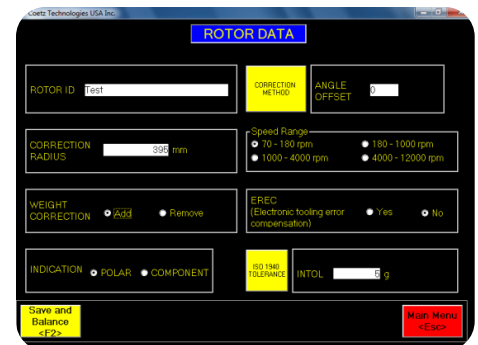 Coetz Technologies USA Inc.
ROTOR DATA
ROTOR ID Test
CORRECTION
METHOD
ANGLE
OFFSET 0
CORRECTION
RADIUS 395 mm
Speed Range
70 - 180 rpm 180 - 1000 rpm
1000 - 4000 rpm 4000 - 12000 rpm
WEIGHT
CORRECTION Add Remove
EREC
(Electronic tooling error
compensation) Yes No
INDICATION POLAR COMPONENT
ISO 1940
TOLERANCE INTOL 5 g
Save and
Balance
<F2>
Main Menu
<Esc>